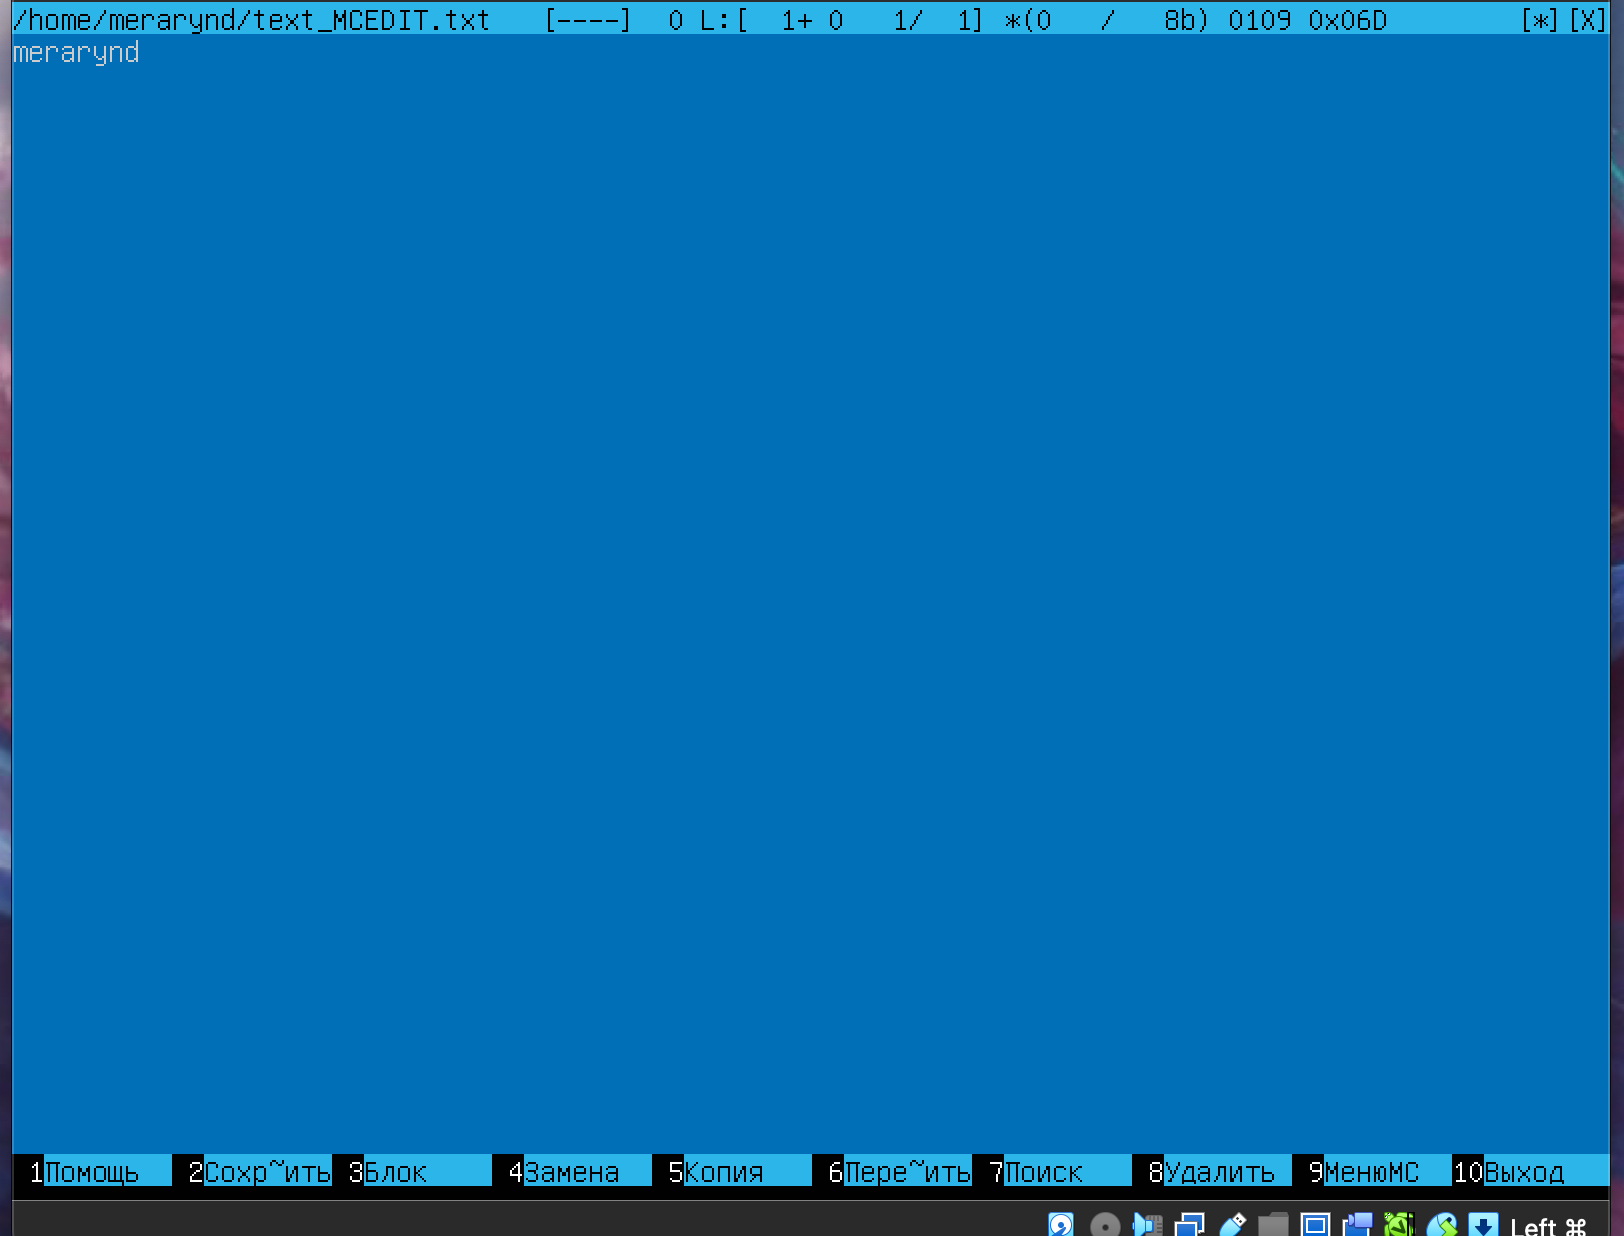 /home/merarynd/text_MCEDIT.txt [----] 0 L:[ 1+ 0 1/ 1] *(0 / 8b) 0109 0x06D [*][X]
merarynd
1Помощь 2Сохр~ить 3Блок 4Замена 5Копия 6Пере~ить 7Поиск 8Удалить 9МенюMC 10Выход
Left ⌘